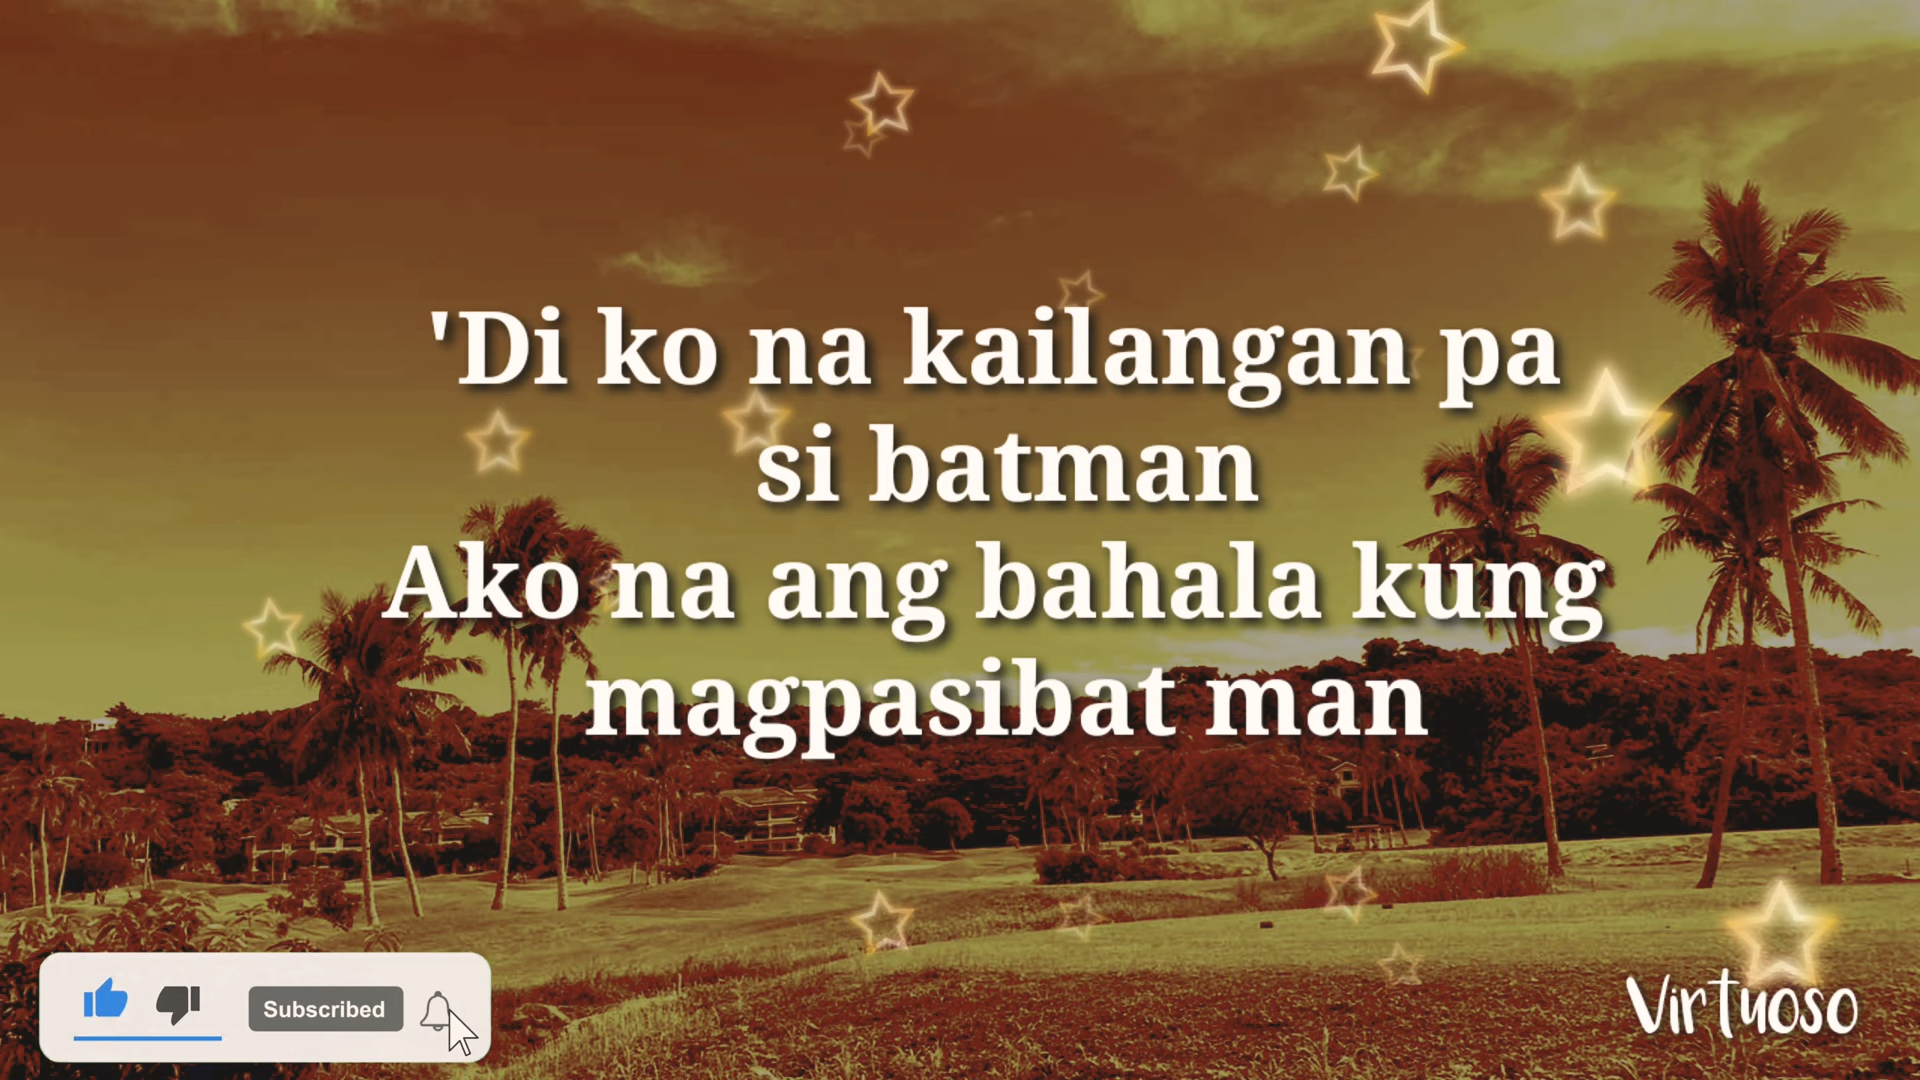 'Di ko na kailangan pa
si batman
Ako na ang bahala kung
magpasibat man
Subscribed
Virtuoso